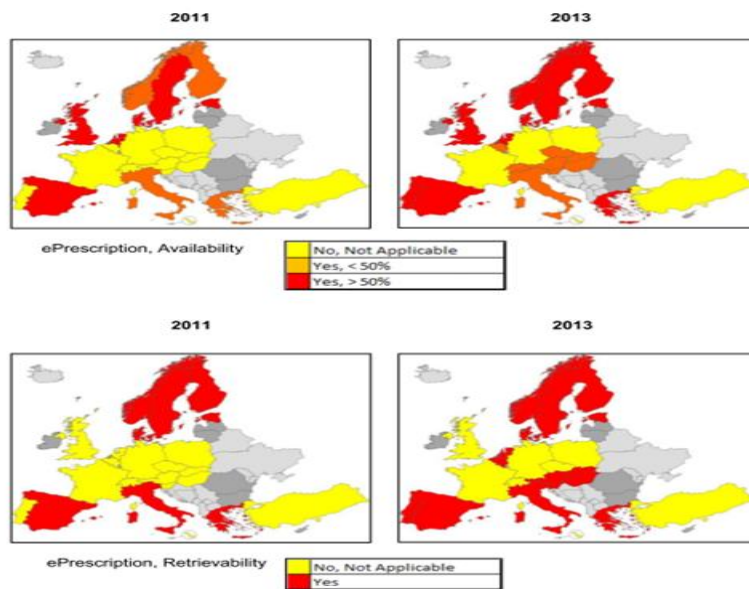 2011 2013
ePrescription, Availability
No, Not Applicable
Yes, < 50%
Yes, > 50%
2011 2013
ePrescription, Retrievability
No, Not Applicable
Yes